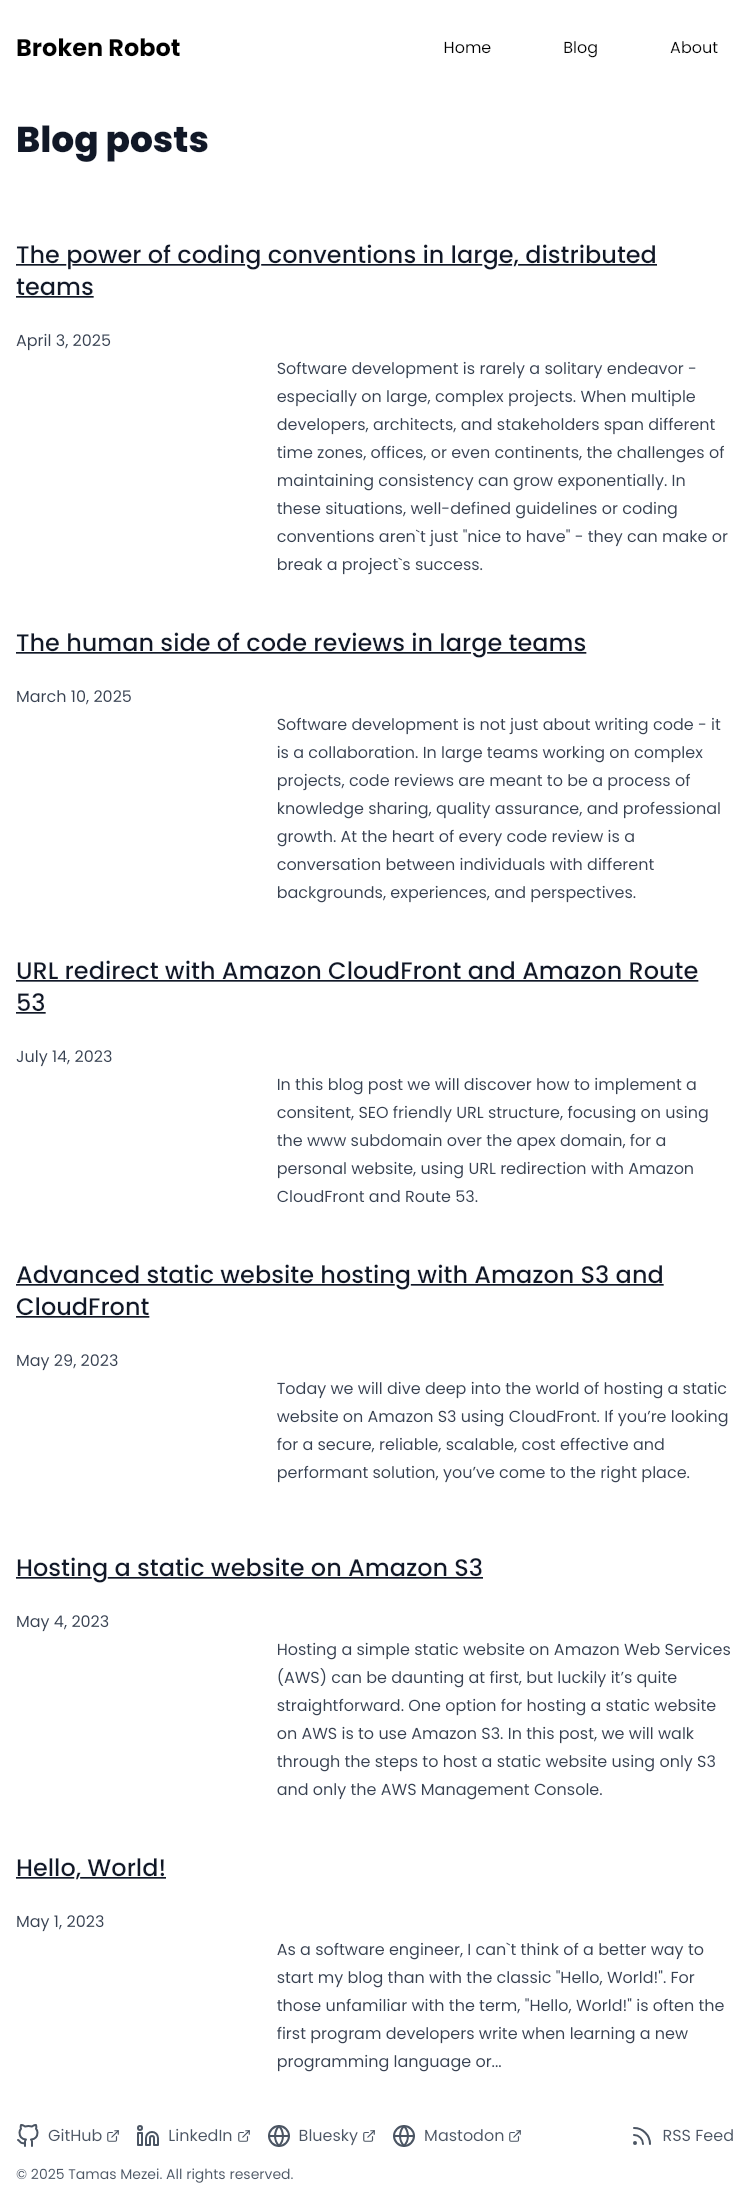 Broken Robot
Home
Blog
About
Blog posts
The power of coding conventions in large, distributed
teams
April 3, 2025
Software development is rarely a solitary endeavor -
especially on large, complex projects. When multiple
developers, architects, and stakeholders span different
time zones, offices, or even continents, the challenges of
maintaining consistency can grow exponentially. In
these situations, well-defined guidelines or coding
conventions aren`t just "nice to have" - they can make or
break a project`s success.
The human side of code reviews in large teams
March 10, 2025
Software development is not just about writing code - it
is a collaboration. In large teams working on complex
projects, code reviews are meant to be a process of
knowledge sharing, quality assurance, and professional
growth. At the heart of every code review is a
conversation between individuals with different
backgrounds, experiences, and perspectives.
URL redirect with Amazon CloudFront and Amazon Route
53
July 14, 2023
In this blog post we will discover how to implement a
consitent, SEO friendly URL structure, focusing on using
the www subdomain over the apex domain, for a
personal website, using URL redirection with Amazon
CloudFront and Route 53.
Advanced static website hosting with Amazon S3 and
CloudFront
May 29, 2023
Today we will dive deep into the world of hosting a static
website on Amazon S3 using CloudFront. If you’re looking
for a secure, reliable, scalable, cost effective and
performant solution, you’ve come to the right place.
Hosting a static website on Amazon S3
May 4, 2023
Hosting a simple static website on Amazon Web Services
(AWS) can be daunting at first, but luckily it’s quite
straightforward. One option for hosting a static website
on AWS is to use Amazon S3. In this post, we will walk
through the steps to host a static website using only S3
and only the AWS Management Console.
Hello, World!
May 1, 2023
As a software engineer, I can`t think of a better way to
start my blog than with the classic "Hello, World!". For
those unfamiliar with the term, "Hello, World!" is often the
first program developers write when learning a new
programming language or...
GitHub
LinkedIn
Bluesky
Mastodon
RSS Feed
© 2025 Tamas Mezei. All rights reserved.